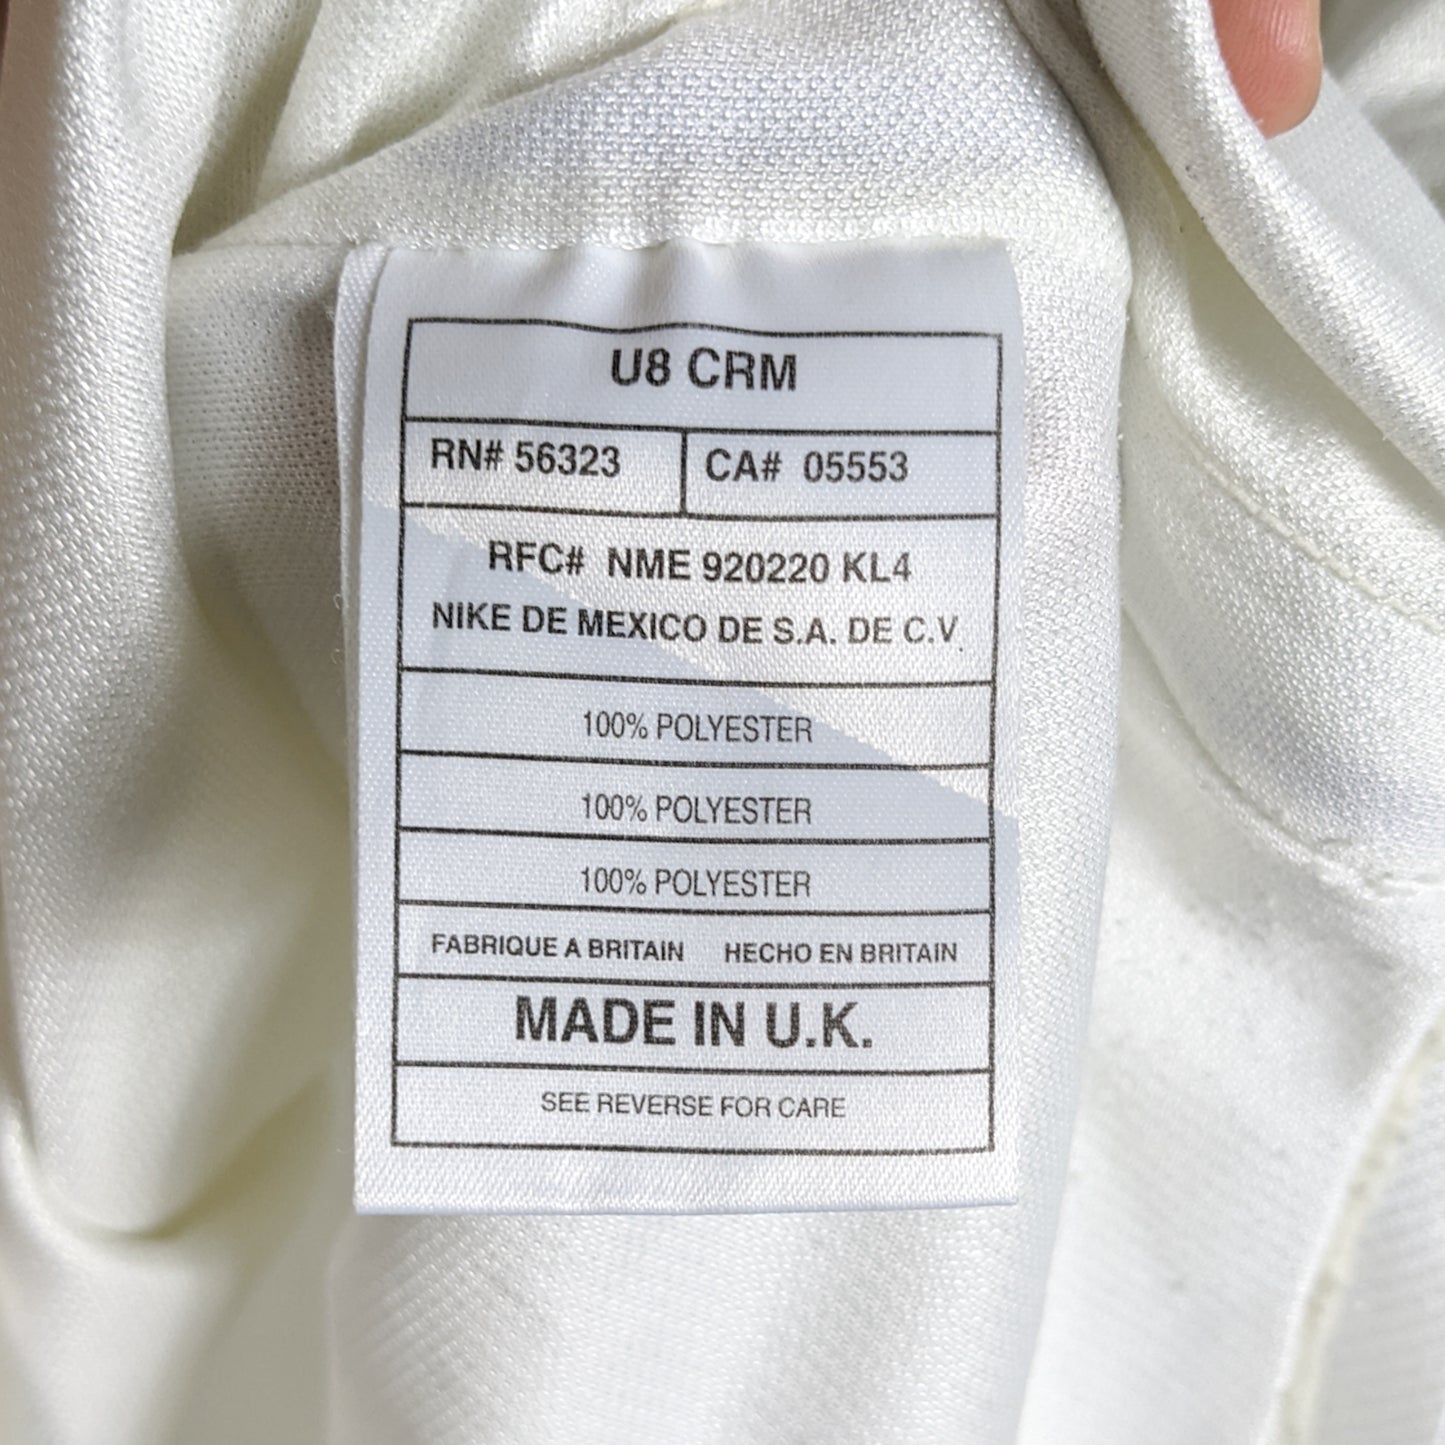 U8 CRM
RN# 56323 CA# 05553
RFC# NME 920220 KL4
NIKE DE MEXICO DE S.A. DE C.V.
100% POLYESTER
100% POLYESTER
100% POLYESTER
FABRIQUE A BRITAIN HECHO EN BRITAIN
MADE IN U.K.
SEE REVERSE FOR CARE